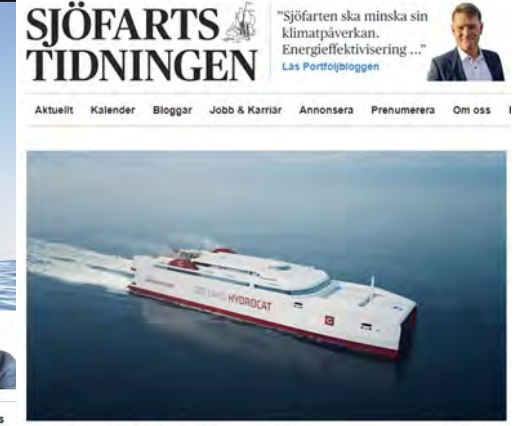 SJÖFARTS
TIDNINGEN
"Sjöfarten ska minska sin
klimatpåverkan.
Energieffektivisering ..."
Läs Portföljbloggen
Aktuellt Kalender Bloggar Jobb & Karriär Annonsera Prenumerera Om oss
HYDROCAT